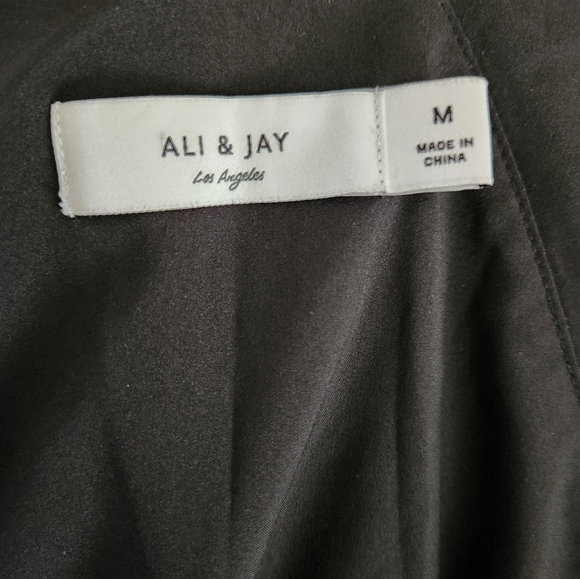 ALI & JAY
Los Angeles
M
MADE IN
CHINA